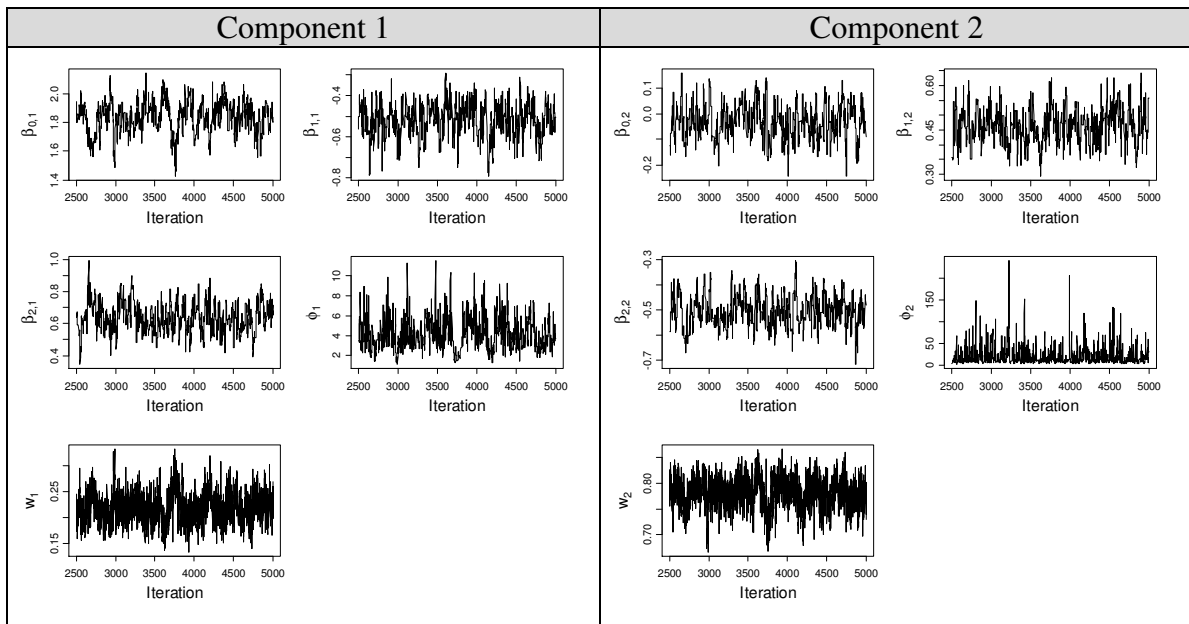 Component 1
Component 2
β0,1
1.4 1.6 1.8 2.0
2500 3000 3500 4000 4500 5000
Iteration
β1,1
-0.8 -0.6 -0.4
2500 3000 3500 4000 4500 5000
Iteration
β0,2
-0.2 0.0 0.1
2500 3000 3500 4000 4500 5000
Iteration
β1,2
0.30 0.45 0.60
2500 3000 3500 4000 4500 5000
Iteration
β2,1
0.4 0.6 0.8 1.0
2500 3000 3500 4000 4500 5000
Iteration
ϕ1
2 4 6 8 10
2500 3000 3500 4000 4500 5000
Iteration
β2,2
-0.7 -0.5 -0.3
2500 3000 3500 4000 4500 5000
Iteration
ϕ2
0 50 150
2500 3000 3500 4000 4500 5000
Iteration
w1
0.15 0.25
2500 3000 3500 4000 4500 5000
Iteration
w2
0.70 0.80
2500 3000 3500 4000 4500 5000
Iteration